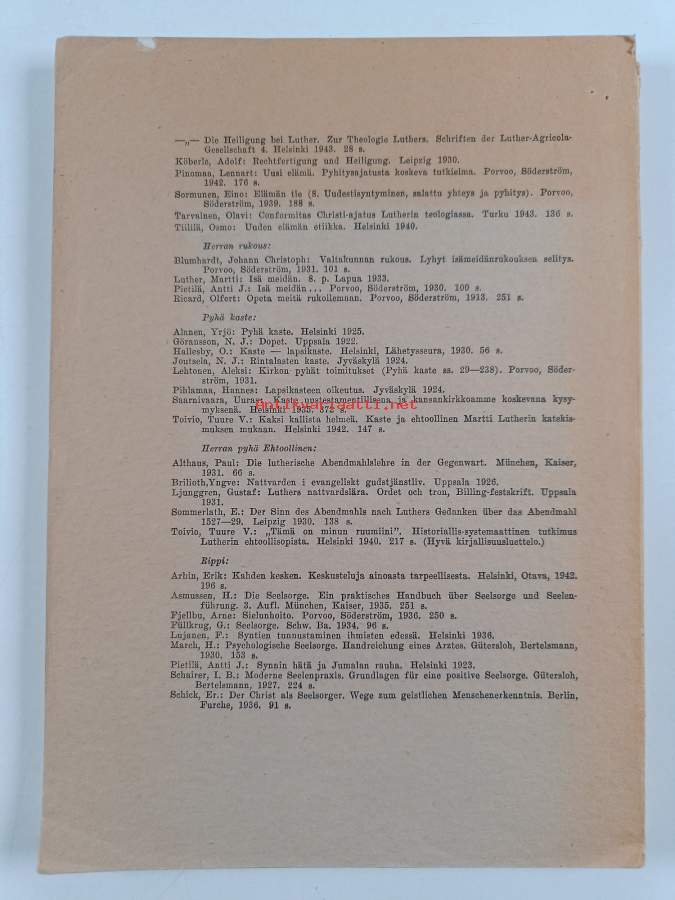 —„— Die Heiligung bei Luther. Zur Theologie Luthers. Schriften der Luther-Agricola-
Gesellschaft 4. Helsinki 1943. 28 s.
Köberle, Adolf: Rechtfertigung und Heiligung. Leipzig 1930.
Pinomaa, Lennart: Uusi elämä. Pyhitysajatusta koskeva tutkielma. Porvoo, Söderström,
1942. 176 s.
Sormunen, Eino: Elämän tie (8. Uudestisyntyminen, salattu yhteys ja pyhitys). Porvoo,
Söderström, 1939. 188 s.
Tarvainen, Olavi: Conformitas Christi-ajatus Lutherin teologiassa. Turku 1943. 136 s.
Tiililä, Osmo: Uuden elämän etiikka. Helsinki 1940.
Herran rukous:
Blumhardt, Johann Christoph: Valtakunnan rukous. Lyhyt isämeidänrukouksen selitys.
Porvoo, Söderström, 1931. 101 s.
Luther, Martti: Isä meidän. 8. p. Lapua 1933.
Pietilä, Antti J.: Isä meidän... Porvoo, Söderström, 1930. 100 s.
Ricard, Olfert: Opeta meitä rukoilemaan. Porvoo, Söderström, 1913. 251 s.
Pyhä kaste:
Alanen, Yrjö: Pyhä kaste. Helsinki 1925.
Göransson, N. J.: Dopet. Uppsala 1922.
Hallesby, O.: Kaste — lapsikaste. Helsinki, Lähetysseura, 1930. 56 s.
Joutsela, N. J.: Rintalasten kaste. Jyväskylä 1924.
Lehtonen, Aleksi: Kirkon pyhät toimitukset (Pyhä kaste ss. 29—238). Porvoo, Söder-
ström, 1931.
Pihlamaa, Hannes: Lapsikasteen oikeutus. Jyväskylä 1924.
Saarnivaara, Uuras: Kaste uustestamentillisena ja kansankirkkoamme koskevana kysy-
myksenä. Helsinki 1935. 372 s.
antikvariaatti.net
Toivio, Tuure V.: Kaksi kallista helmeä. Kaste ja ehtoollinen Martti Lutherin katekis-
muksen mukaan. Helsinki 1942. 147 s.
Herran pyhä Ehtoollinen:
Althaus, Paul: Die lutherische Abendmahlslehre in der Gegenwart. München, Kaiser,
1931. 66 s.
Brilioth,Yngve: Nattvarden i evangeliskt gudstjänstliv. Uppsala 1926.
Ljunggren, Gustaf: Luthers nattvardslära. Ordet och tron, Billing-festskrift. Uppsala
1931.
Sommerlath, E.: Der Sinn des Abendmahls nach Luthers Gedanken über das Abendmahl
1527—29. Leipzig 1930. 138 s.
Toivio, Tuure V.: „Tämä on minun ruumiini”. Historiallis-systemaattinen tutkimus
Lutherin ehtoollisopista. Helsinki 1940. 217 s. (Hyvä kirjallisuusluettelo.)
Rippi:
Arbin, Erik: Kahden kesken. Keskusteluja ainoasta tarpeellisesta. Helsinki, Otava, 1942.
196 s.
Asmussen, H.: Die Seelsorge. Ein praktisches Handbuch über Seelsorge und Seelen-
führung. 3. Aufl. München, Kaiser, 1935. 251 s.
Fjellbu, Arne: Sielunhoito. Porvoo, Söderström, 1936. 250 s.
Füllkrug, G.: Seelsorge. Schw. Ba. 1934. 96 s.
Lujanen, F.: Syntien tunnustaminen ihmisten edessä. Helsinki 1936.
March, H.: Psychologische Seelsorge. Handreichung eines Arztes. Gütersloh, Bertelsmann,
1930. 153 s.
Pietilä, Antti J.: Synnin hätä ja Jumalan rauha. Helsinki 1923.
Schairer, I. B.: Moderne Seelenpraxis. Grundlagen für eine positive Seelsorge. Gütersloh,
Bertelsmann, 1927. 224 s.
Schick, Er.: Der Christ als Seelsorger. Wege zum geistlichen Menschenerkenntnis. Berlin,
Furche, 1936. 91 s.